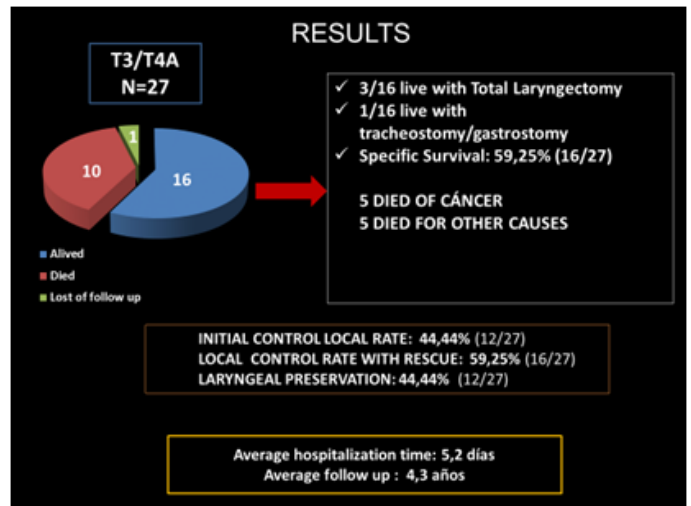 RESULTS
T3/T4A
N=27
1
10
16
Alived
Died
Lost of follow up
✓ 3/16 live with Total Laryngectomy
✓ 1/16 live with
tracheostomy/gastrostomy
✓ Specific Survival: 59,25% (16/27)
5 DIED OF CÁNCER
5 DIED FOR OTHER CAUSES
INITIAL CONTROL LOCAL RATE: 44,44% (12/27)
LOCAL CONTROL RATE WITH RESCUE: 59,25% (16/27)
LARYNGEAL PRESERVATION: 44,44% (12/27)
Average hospitalization time: 5,2 días
Average follow up : 4,3 años